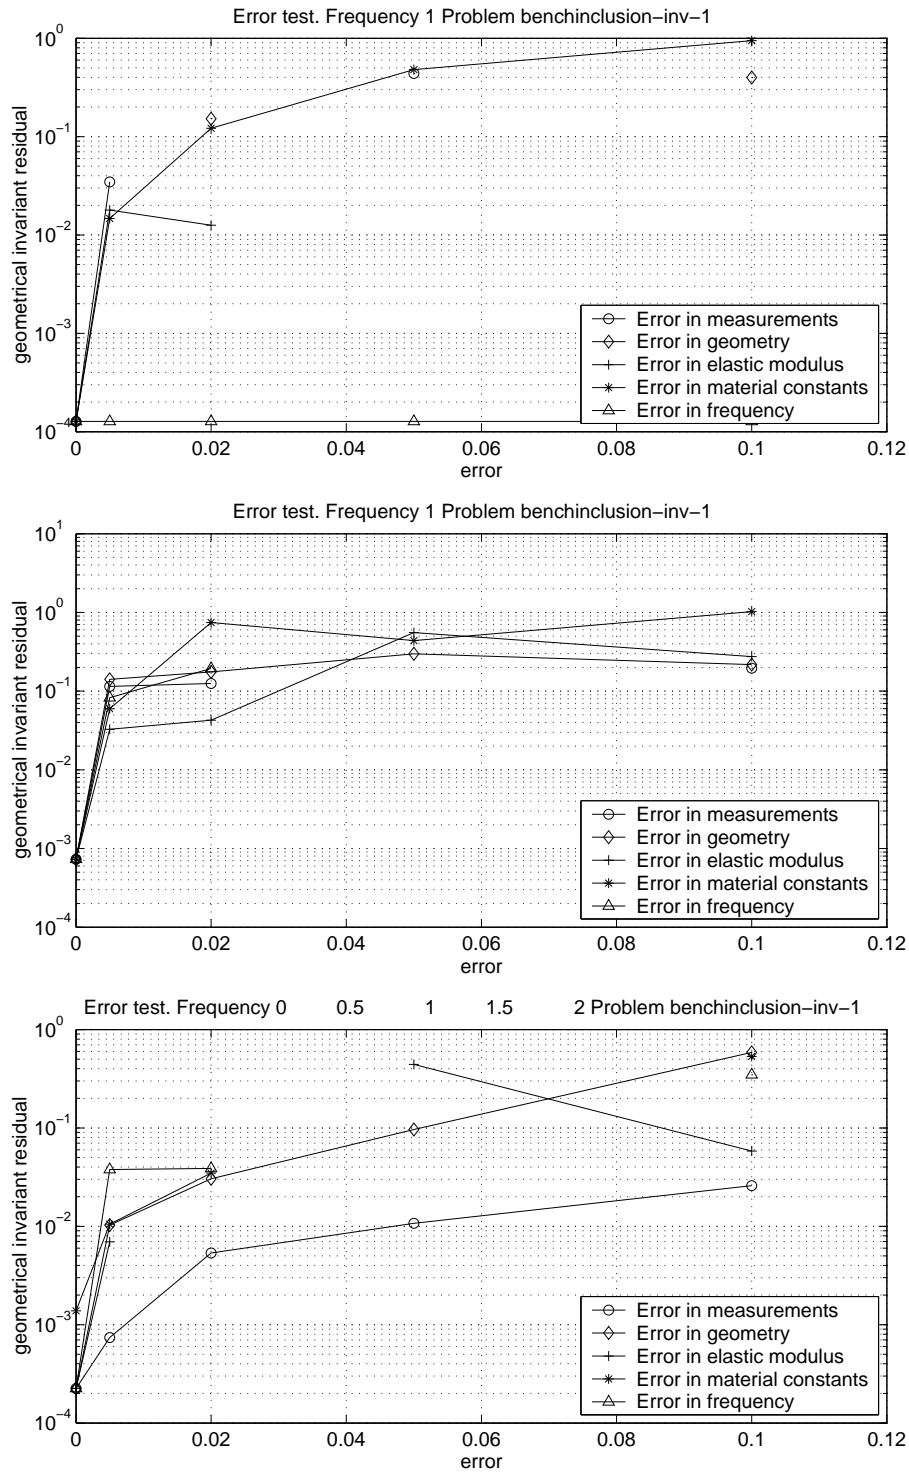 Error test. Frequency 1 Problem benchinclusion−inv−1
10^0
10^−1
10^−2
10^−3
10^−4
geometrical invariant residual
Error in measurements
Error in geometry
Error in elastic modulus
Error in material constants
Error in frequency
0 0.02 0.04 0.06 0.08 0.1 0.12
error
Error test. Frequency 1 Problem benchinclusion−inv−1
10^1
10^0
10^−1
10^−2
10^−3
10^−4
geometrical invariant residual
Error in measurements
Error in geometry
Error in elastic modulus
Error in material constants
Error in frequency
0 0.02 0.04 0.06 0.08 0.1 0.12
error
Error test. Frequency 0 0.5 1 1.5 2 Problem benchinclusion−inv−1
10^0
10^−1
10^−2
10^−3
10^−4
geometrical invariant residual
Error in measurements
Error in geometry
Error in elastic modulus
Error in material constants
Error in frequency
0 0.02 0.04 0.06 0.08 0.1 0.12
error